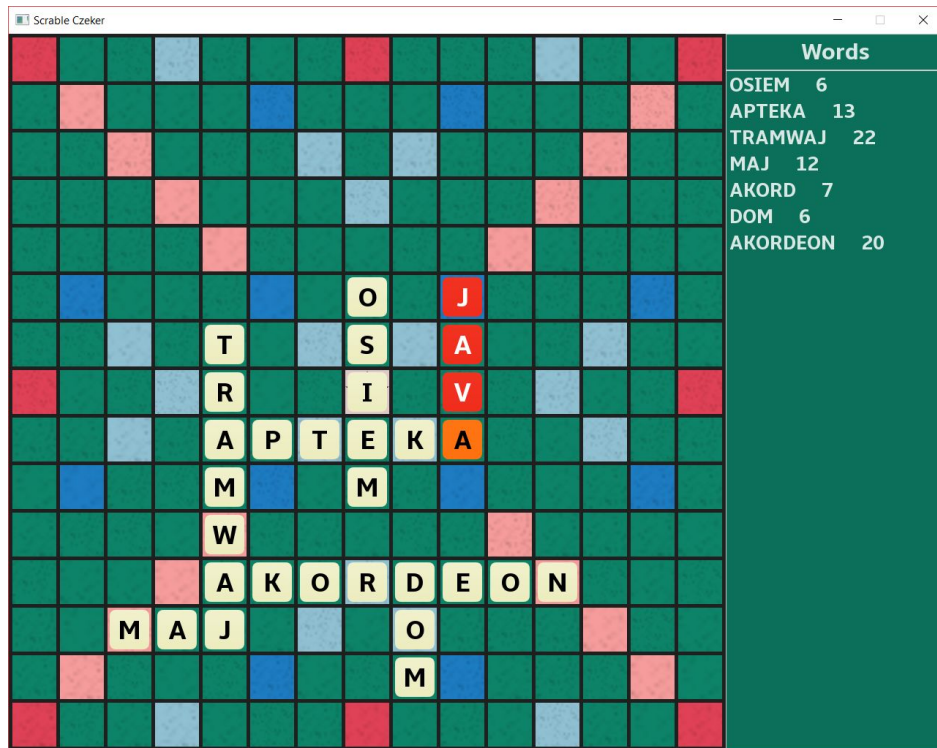 Scrable Czeker
Words
OSIEM 6
APTEKA 13
TRAMWAJ 22
MAJ 12
AKORD 7
DOM 6
AKORDEON 20
O J
T S A
R I V
A P T E K A
M M
W
A K O R D E O N
M A J O
M